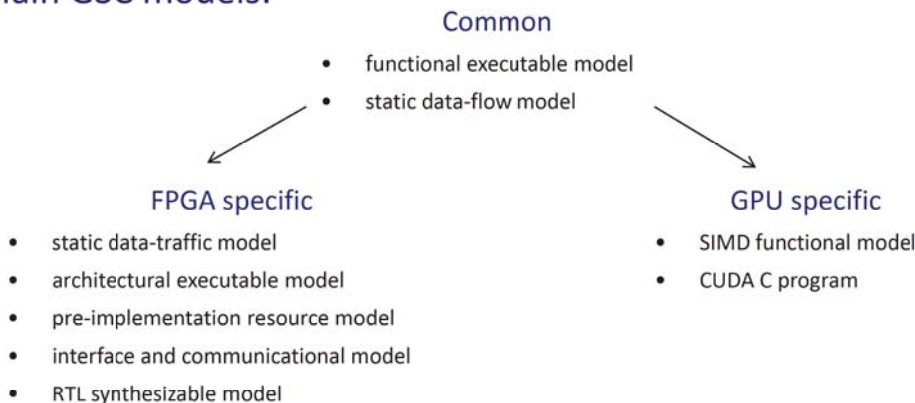 models:
Common
• functional executable model
• static data-flow model
FPGA specific
• static data-traffic model
• architectural executable model
• pre-implementation resource model
• interface and communicational model
• RTL synthesizable model
GPU specific
• SIMD functional model
• CUDA C program